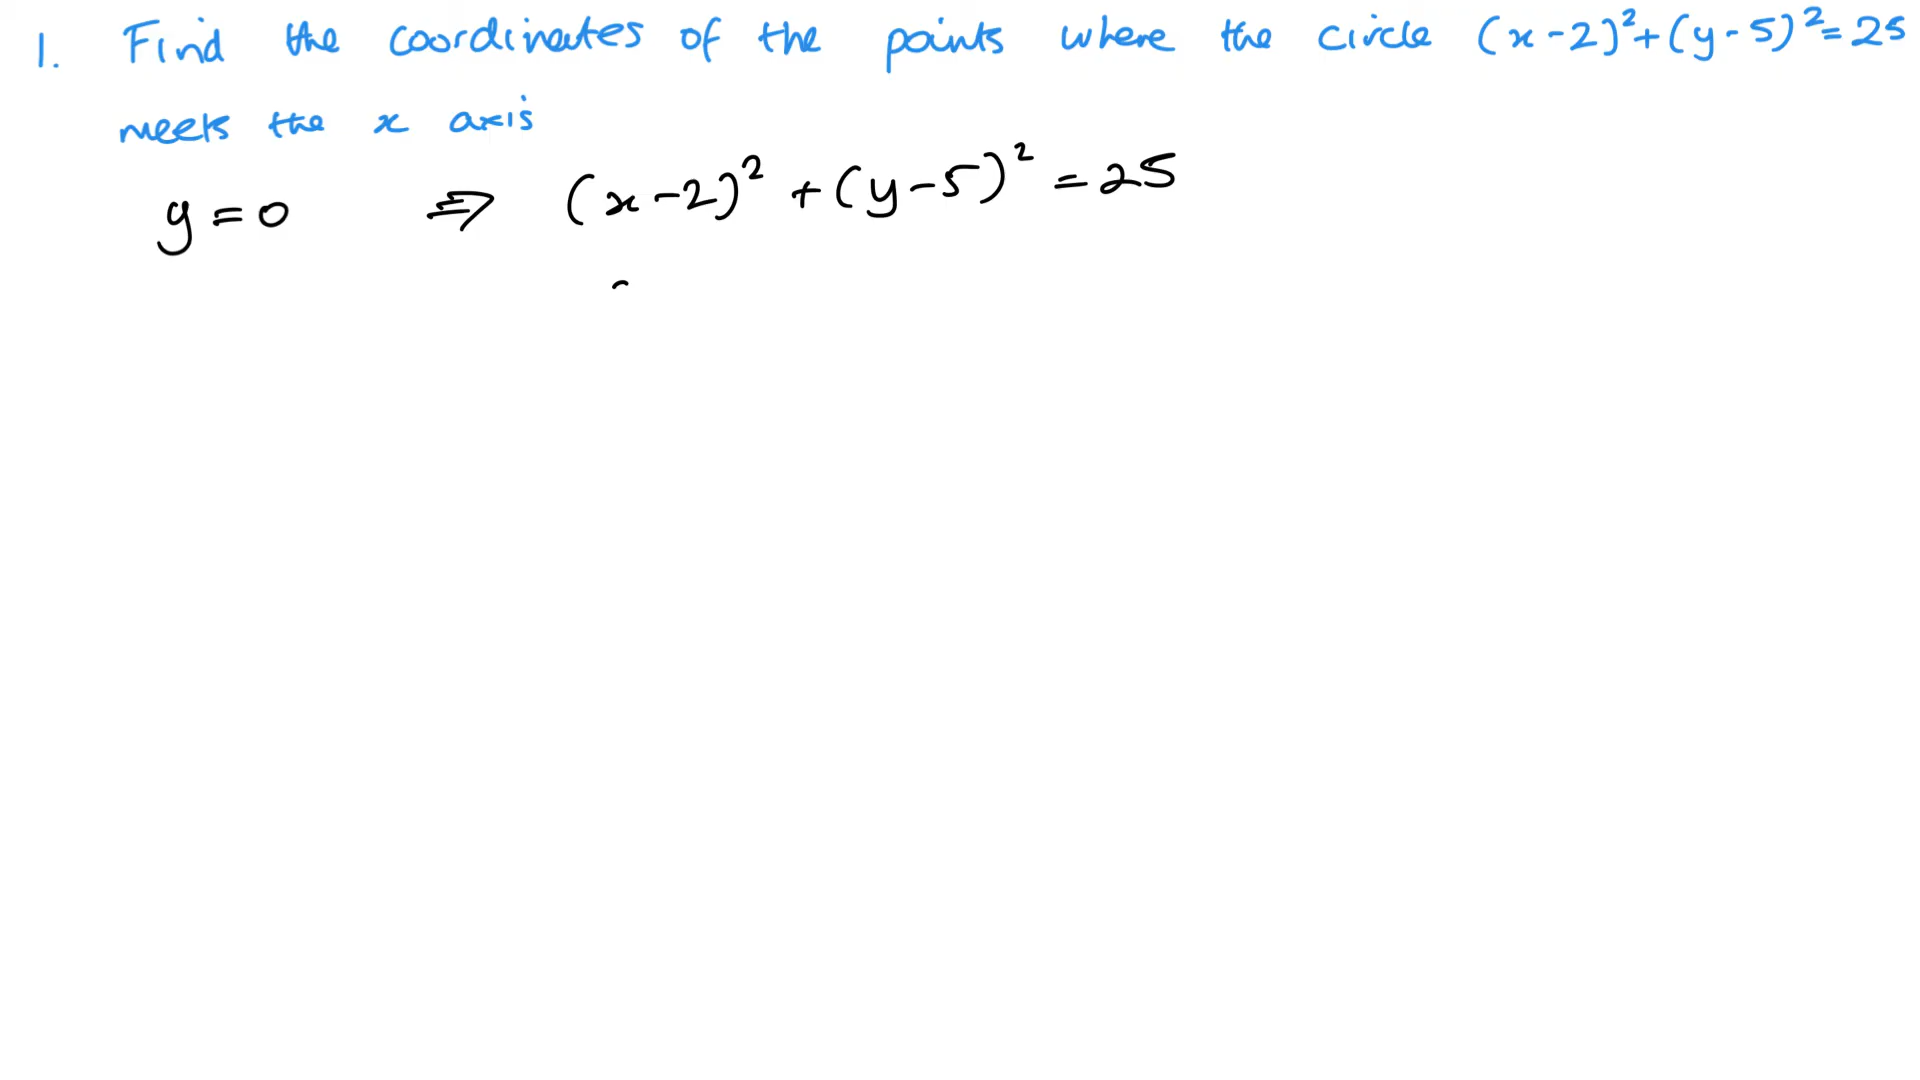 1. Find the coordinates of the points where the circle (x-2)²+(y-5)²=25
meets the x axis
y=0 ⇒ (x-2)² + (y-5)² = 25